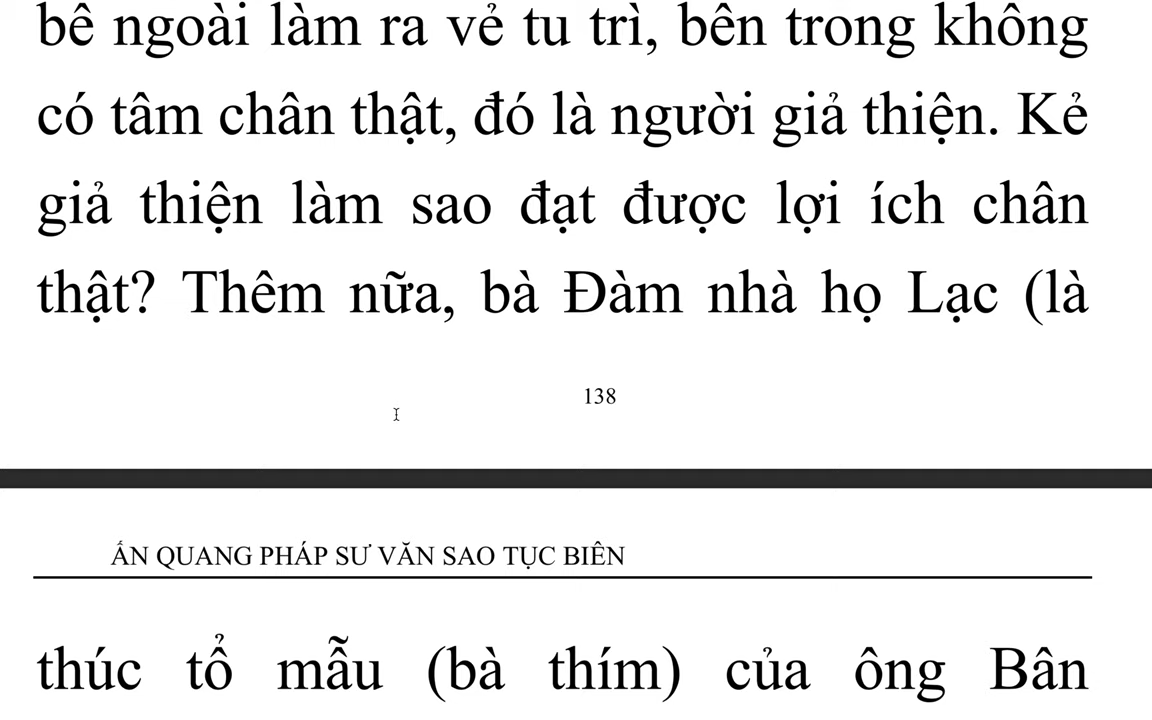 bề ngoài làm ra vẻ tu trì, bên trong không
có tâm chân thật, đó là người giả thiện. Kẻ
giả thiện làm sao đạt được lợi ích chân
thật? Thêm nữa, bà Đàm nhà họ Lạc (là
138
ẤN QUANG PHÁP SƯ VĂN SAO TỤC BIÊN
thúc tổ mẫu (bà thím) của ông Bân